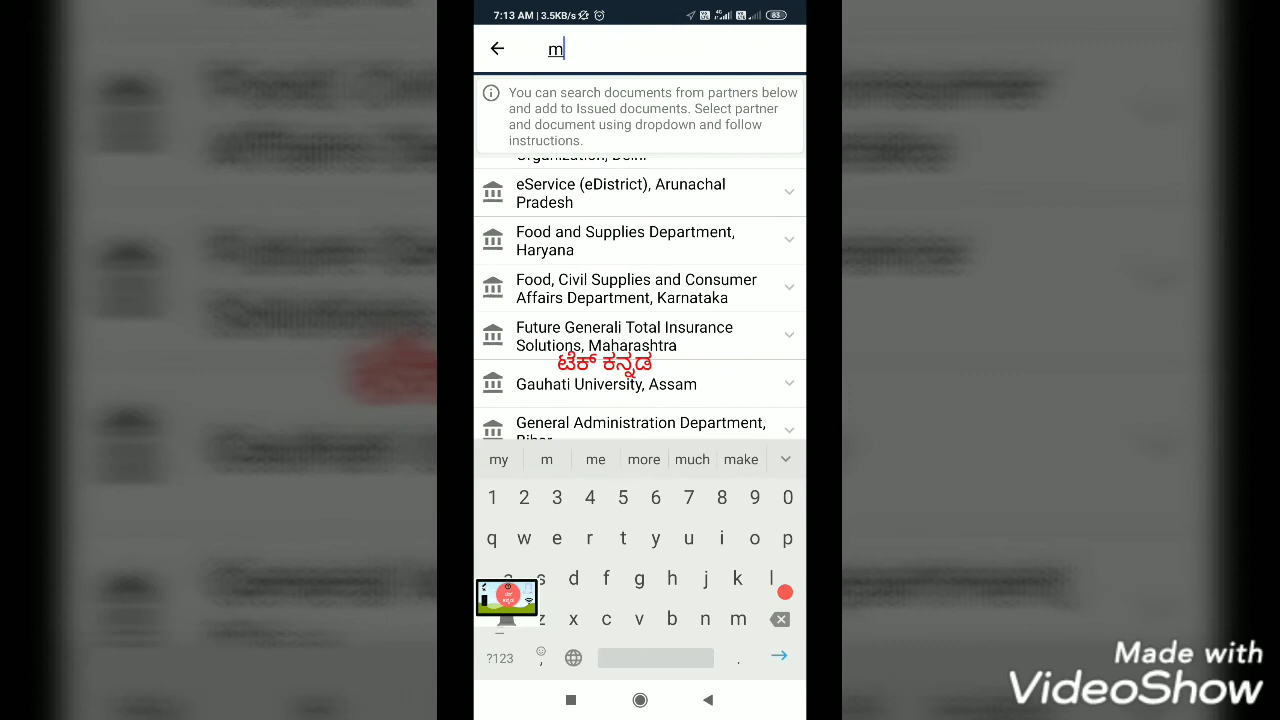 7:13 AM | 3.5KB/s
83
m
You can search documents from partners below
and add to Issued documents. Select partner
and document using dropdown and follow
instructions.
Organization, Delhi
eService (eDistrict), Arunachal
Pradesh
Food and Supplies Department,
Haryana
Food, Civil Supplies and Consumer
Affairs Department, Karnataka
Future Generali Total Insurance
Solutions, Maharashtra
ಟೆಕ್ ಕನ್ನಡ
Gauhati University, Assam
General Administration Department,
Bihar
my m me more much make
1 2 3 4 5 6 7 8 9 0
q w e r t y u i o p
a s d f g h j k l
z x c v b n m
?123 , .
Made with
VideoShow